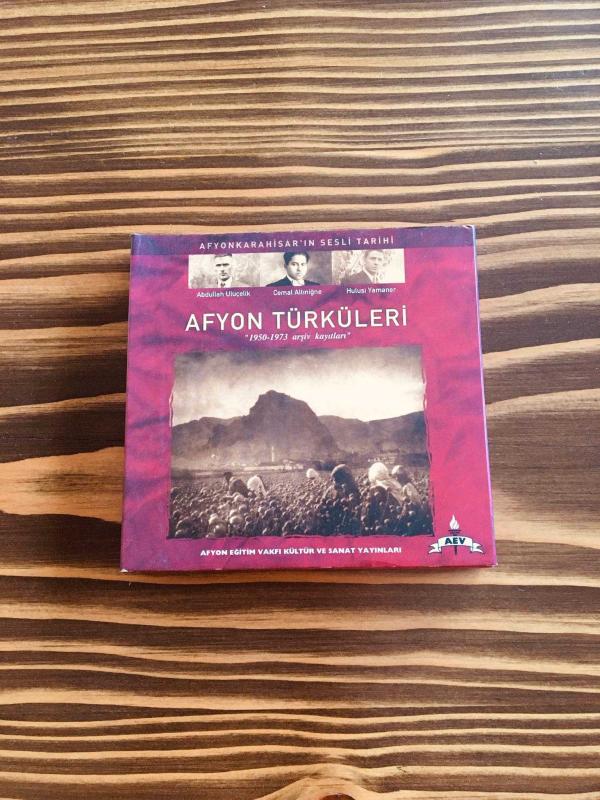 AFYONKARAHİSAR'IN SESLİ TARİHİ
Abdullah Uluçelik Cemal Altıniğne Hulusi Yamaner
AFYON TÜRKÜLERİ
"1950-1973 arşiv kayıtları"
AFYON EĞİTİM VAKFI KÜLTÜR VE SANAT YAYINLARI
AEV